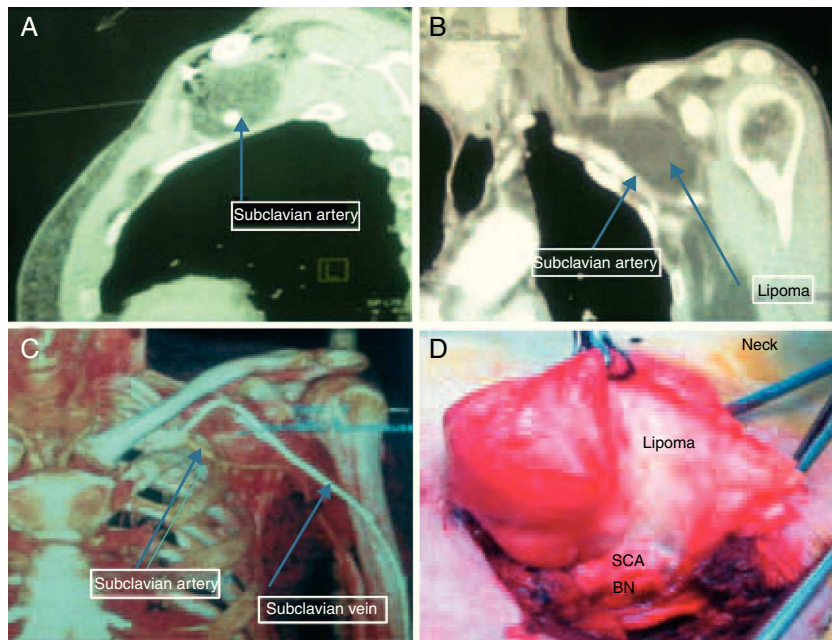 A
Subclavian artery
L
B
Subclavian artery
Lipoma
C
Subclavian artery
Subclavian vein
D
Neck
Lipoma
SCA
BN